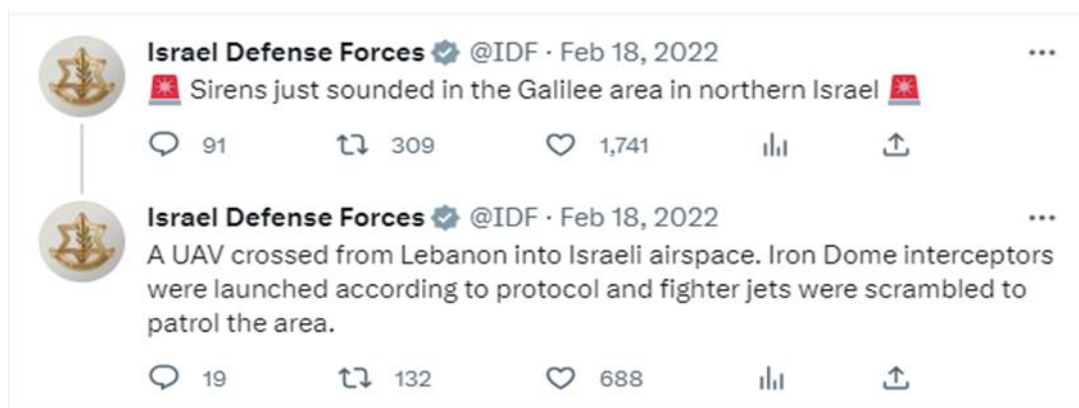 Israel Defense Forces @IDF · Feb 18, 2022
🚨 Sirens just sounded in the Galilee area in northern Israel 🚨
91 309 1,741
Israel Defense Forces @IDF · Feb 18, 2022
A UAV crossed from Lebanon into Israeli airspace. Iron Dome interceptors
were launched according to protocol and fighter jets were scrambled to
patrol the area.
19 132 688